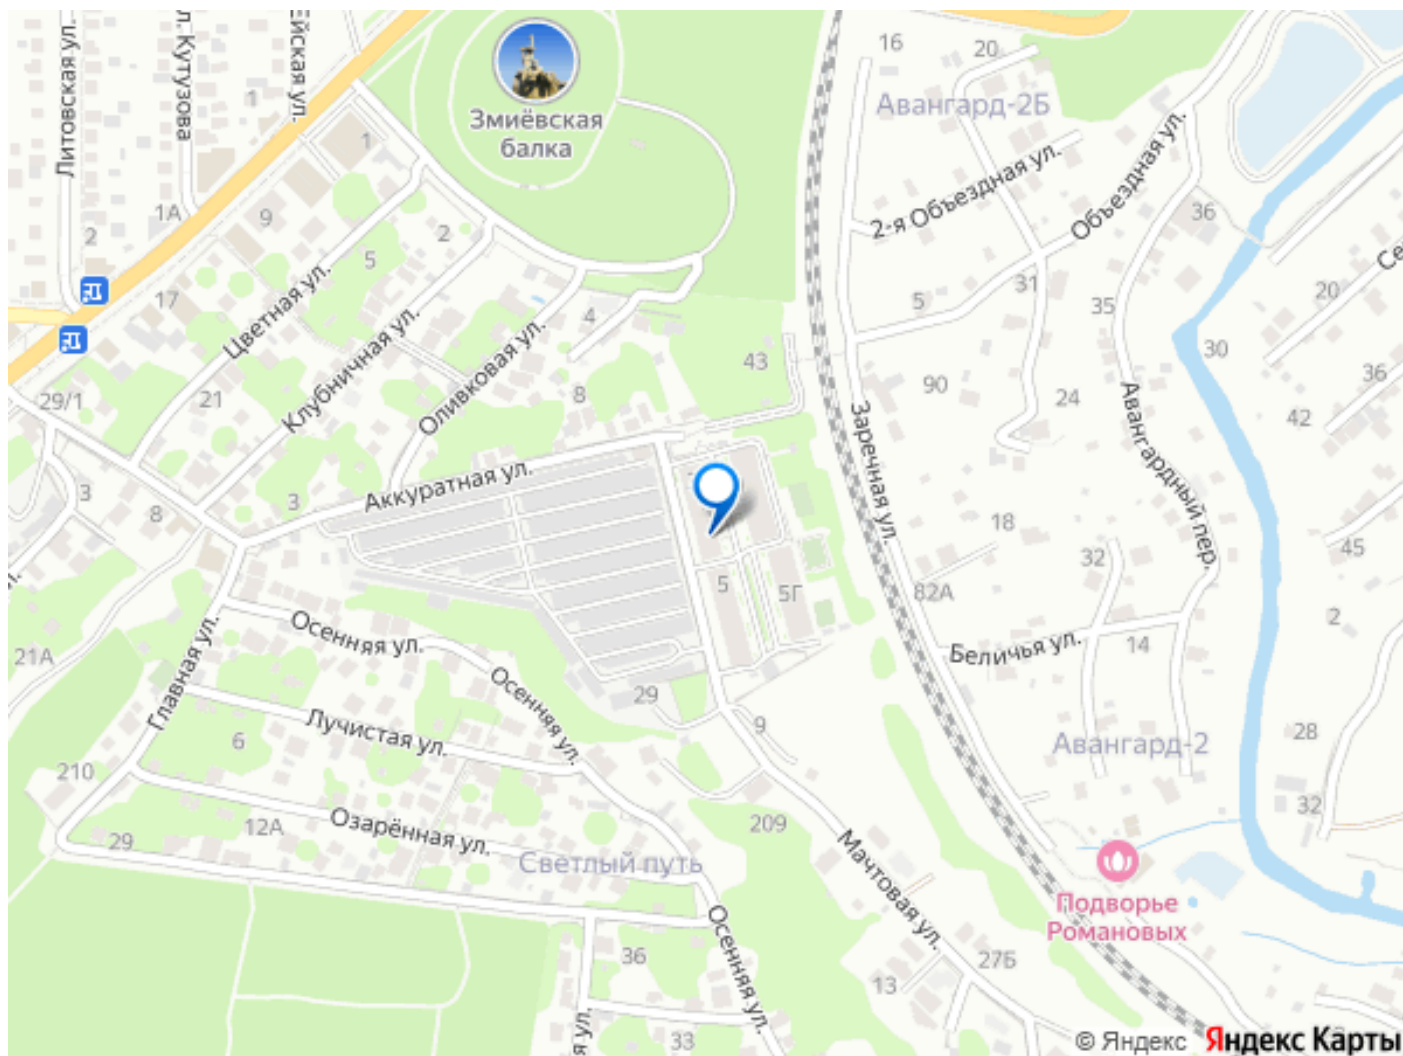 Литовская ул.
л. Кутузова
ейская ул.
1
1
1А
2
9
17
5
2
Змиёвская
балка
16
20
Авангард-2Б
2-я Объездная ул.
Объездная ул.
36
5
31
35
30
20
Се
36
42
43
90
24
4
8
Цветная ул.
Клубничная ул.
Оливковая ул.
21
29/1
3
8
3
Аккуратная ул.
Заречная ул.
Авангардный пер.
18
32
45
2
82А
5
5Г
Беличья ул.
14
Авангард-2
28
32
21А
Главная ул.
Осенняя ул.
Осенняя ул.
Лучистая ул.
6
29
9
210
29
12А
Озарённая ул.
Светлый путь
209
Мачтовая ул.
Подворье
Романовых
Осенняя ул.
36
33
13
27Б
я ул.
© Яндекс Яндекс Карты